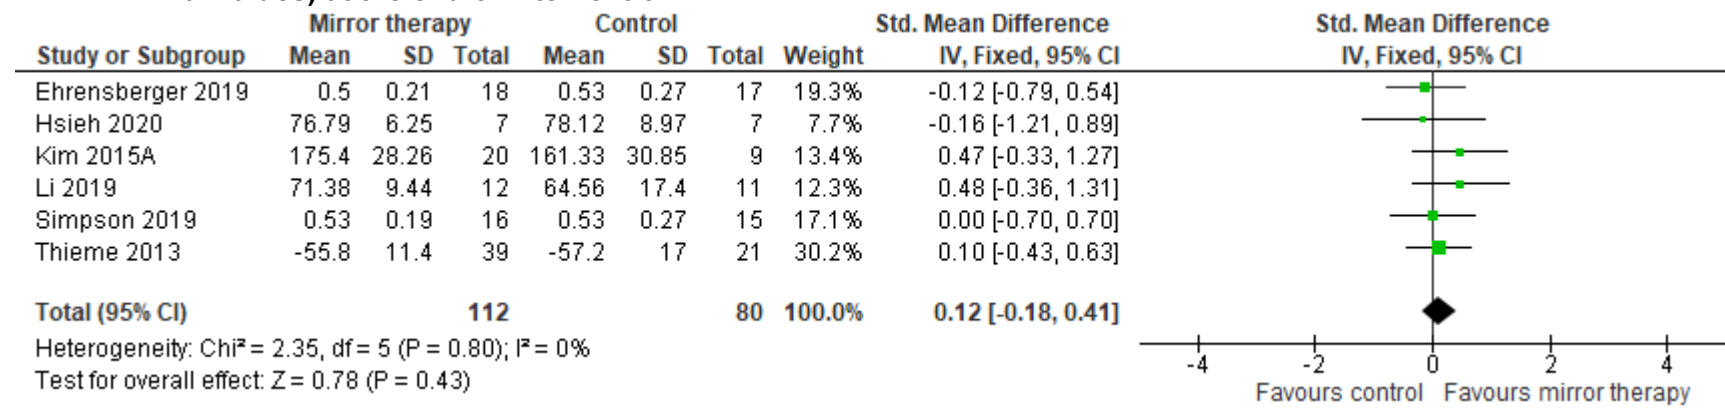 Mirror therapy Control Std. Mean Difference Std. Mean Difference
Study or Subgroup Mean SD Total Mean SD Total Weight IV, Fixed, 95% CI IV, Fixed, 95% CI
Ehrensberger 2019 0.5 0.21 18 0.53 0.27 17 19.3% -0.12 [-0.79, 0.54]
Hsieh 2020 76.79 6.25 7 78.12 8.97 7 7.7% -0.16 [-1.21, 0.89]
Kim 2015A 175.4 28.26 20 161.33 30.85 9 13.4% 0.47 [-0.33, 1.27]
Li 2019 71.38 9.44 12 64.56 17.4 11 12.3% 0.48 [-0.36, 1.31]
Simpson 2019 0.53 0.19 16 0.53 0.27 15 17.1% 0.00 [-0.70, 0.70]
Thieme 2013 -55.8 11.4 39 -57.2 17 21 30.2% 0.10 [-0.43, 0.63]
Total (95% CI) 112 80 100.0% 0.12 [-0.18, 0.41]
Heterogeneity: Chi² = 2.35, df = 5 (P = 0.80); I² = 0%
Test for overall effect: Z = 0.78 (P = 0.43)
-4 -2 0 2 4
Favours control Favours mirror therapy